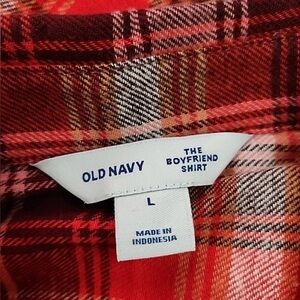 OLD NAVY
THE
BOYFRIEND
SHIRT
L
MADE IN
INDONESIA